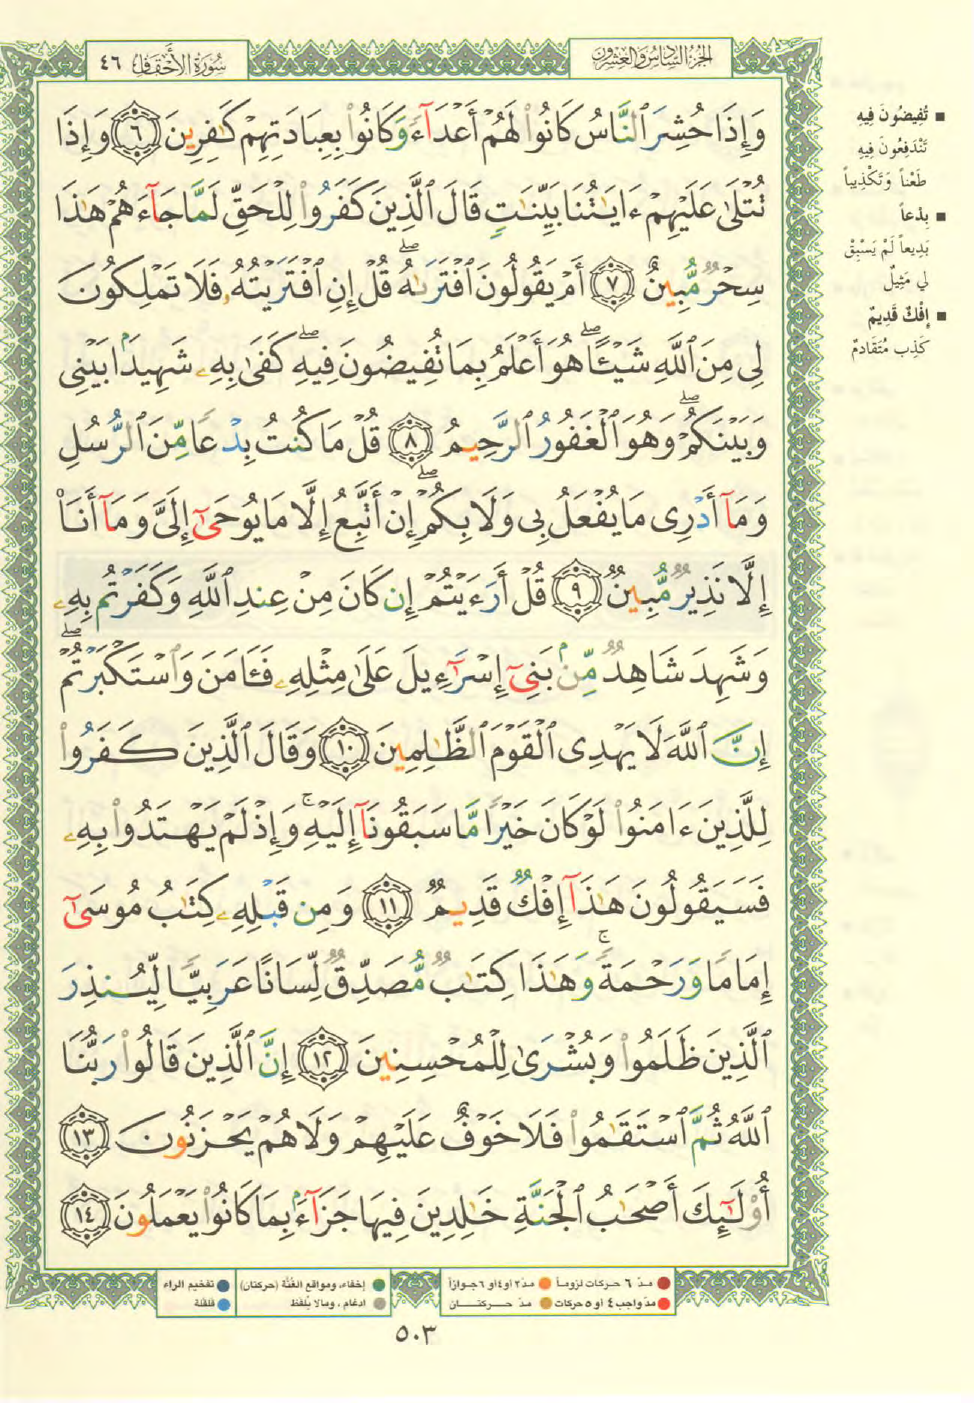 الجزء السادس والعشرون
سورة الأحقاف ٤٦
وَإِذَا حُشِرَ ٱلنَّاسُ كَانُوا۟ لَهُمْ أَعْدَآءً وَكَانُوا۟ بِعِبَادَتِهِمْ كَـٰفِرِينَ ٦ وَإِذَا
تُتْلَىٰ عَلَيْهِمْ ءَايَـٰتُنَا بَيِّنَـٰتٍ قَالَ ٱلَّذِينَ كَفَرُوا۟ لِلْحَقِّ لَمَّا جَآءَهُمْ هَـٰذَا
سِحْرٌ مُّبِينٌ ٧ أَمْ يَقُولُونَ ٱفْتَرَىٰهُ ۖ قُلْ إِنِ ٱفْتَرَيْتُهُۥ فَلَا تَمْلِكُونَ
لِى مِنَ ٱللَّهِ شَيْـًٔا ۖ هُوَ أَعْلَمُ بِمَا تُفِيضُونَ فِيهِ ۖ كَفَىٰ بِهِۦ شَهِيدًۢا بَيْنِى
وَبَيْنَكُمْ ۖ وَهُوَ ٱلْغَفُورُ ٱلرَّحِيمُ ٨ قُلْ مَا كُنتُ بِدْعًا مِّنَ ٱلرُّسُلِ
وَمَآ أَدْرِى مَا يُفْعَلُ بِى وَلَا بِكُمْ ۖ إِنْ أَتَّبِعُ إِلَّا مَا يُوحَىٰٓ إِلَىَّ وَمَآ أَنَا۠
إِلَّا نَذِيرٌ مُّبِينٌ ٩ قُلْ أَرَءَيْتُمْ إِن كَانَ مِنْ عِندِ ٱللَّهِ وَكَفَرْتُم بِهِۦ
وَشَهِدَ شَاهِدٌ مِّنۢ بَنِىٓ إِسْرَٰٓءِيلَ عَلَىٰ مِثْلِهِۦ فَـَٔامَنَ وَٱسْتَكْبَرْتُمْ ۖ
إِنَّ ٱللَّهَ لَا يَهْدِى ٱلْقَوْمَ ٱلظَّـٰلِمِينَ ١٠ وَقَالَ ٱلَّذِينَ كَفَرُوا۟
لِلَّذِينَ ءَامَنُوا۟ لَوْ كَانَ خَيْرًا مَّا سَبَقُونَآ إِلَيْهِ ۚ وَإِذْ لَمْ يَهْتَدُوا۟ بِهِۦ
فَسَيَقُولُونَ هَـٰذَآ إِفْكٌ قَدِيمٌ ١١ وَمِن قَبْلِهِۦ كِتَـٰبُ مُوسَىٰٓ
إِمَامًا وَرَحْمَةً ۚ وَهَـٰذَا كِتَـٰبٌ مُّصَدِّقٌ لِّسَانًا عَرَبِيًّا لِّيُنذِرَ
ٱلَّذِينَ ظَلَمُوا۟ وَبُشْرَىٰ لِلْمُحْسِنِينَ ١٢ إِنَّ ٱلَّذِينَ قَالُوا۟ رَبُّنَا
ٱللَّهُ ثُمَّ ٱسْتَقَـٰمُوا۟ فَلَا خَوْفٌ عَلَيْهِمْ وَلَا هُمْ يَحْزَنُونَ ١٣
أُو۟لَـٰٓئِكَ أَصْحَـٰبُ ٱلْجَنَّةِ خَـٰلِدِينَ فِيهَا جَزَآءًۢ بِمَا كَانُوا۟ يَعْمَلُونَ ١٤
تُفِيضُونَ فِيهِ
تَنْدَفِعُونَ فِيهِ
طَعْناً وَتَكْذِيباً
بِدْعاً
بَدِيعاً لَمْ يَسْبِقْ
لِي مَثِيلٌ
إِفْكٌ قَدِيمٌ
كَذِب مُتَقَادِمٌ
مدّ ٦ حركات لزوماً مدّ ٢ أو ٤ أو ٦ جوازاً إخفاء، ومواقع الغُنَّة (حركتان) تفخيم الراء
مدّ واجب ٤ أو ٥ حركات مدّ حركتان ادغام، ومالا يُلفَظ قلقلة
٥٠٣